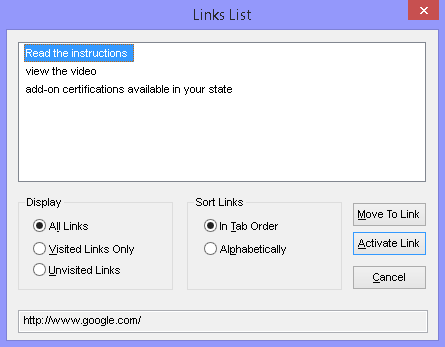 Links List
Read the instructions
view the video
add-on certifications available in your state
Display
All Links
Visited Links Only
Unvisited Links
Sort Links
In Tab Order
Alphabetically
Move To Link
Activate Link
Cancel
http://www.google.com/